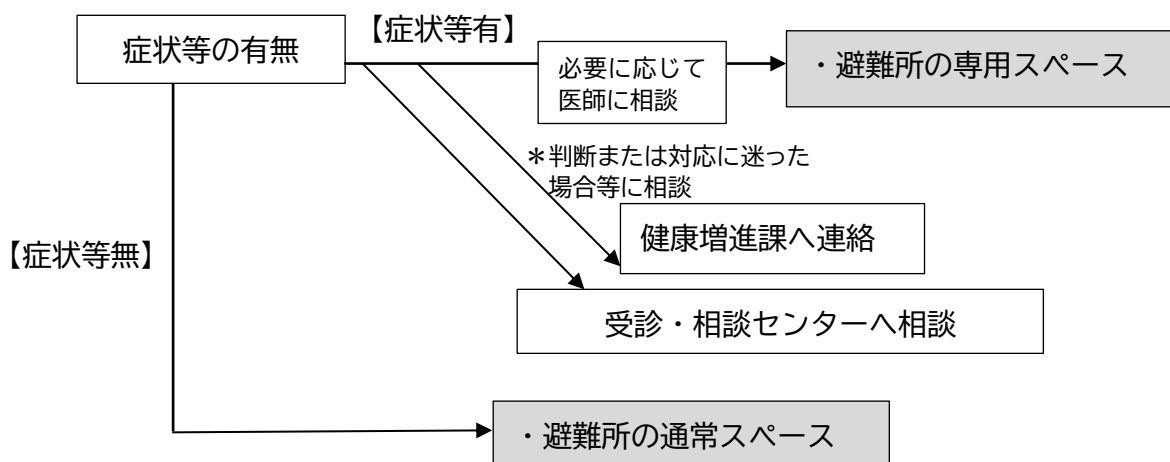 【症状等有】
症状等の有無
必要に応じて
医師に相談
・避難所の専用スペース
＊判断または対応に迷った
場合等に相談
健康増進課へ連絡
【症状等無】
受診・相談センターへ相談
・避難所の通常スペース